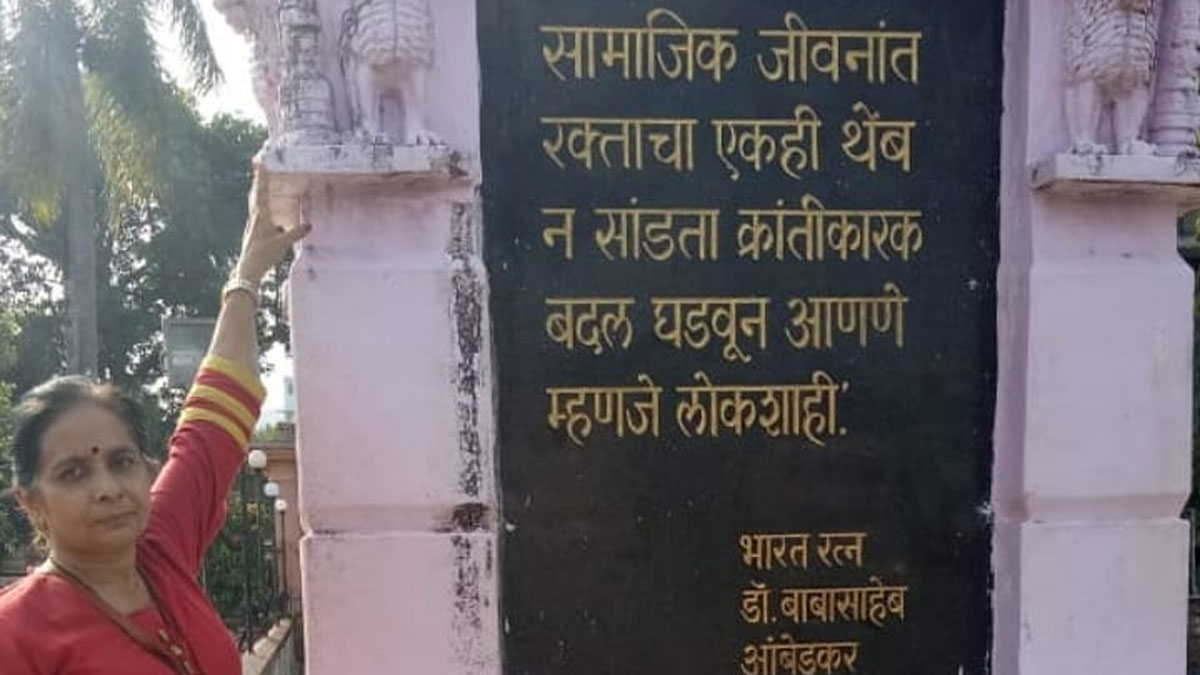 सामाजिक जीवनांत
रक्ताचा एकही थेंब
न सांडता क्रांतीकारक
बदल घडवून आणणे
म्हणजे लोकशाही.'
भारत रत्न
डॉ. बाबासाहेब
आंबेडकर